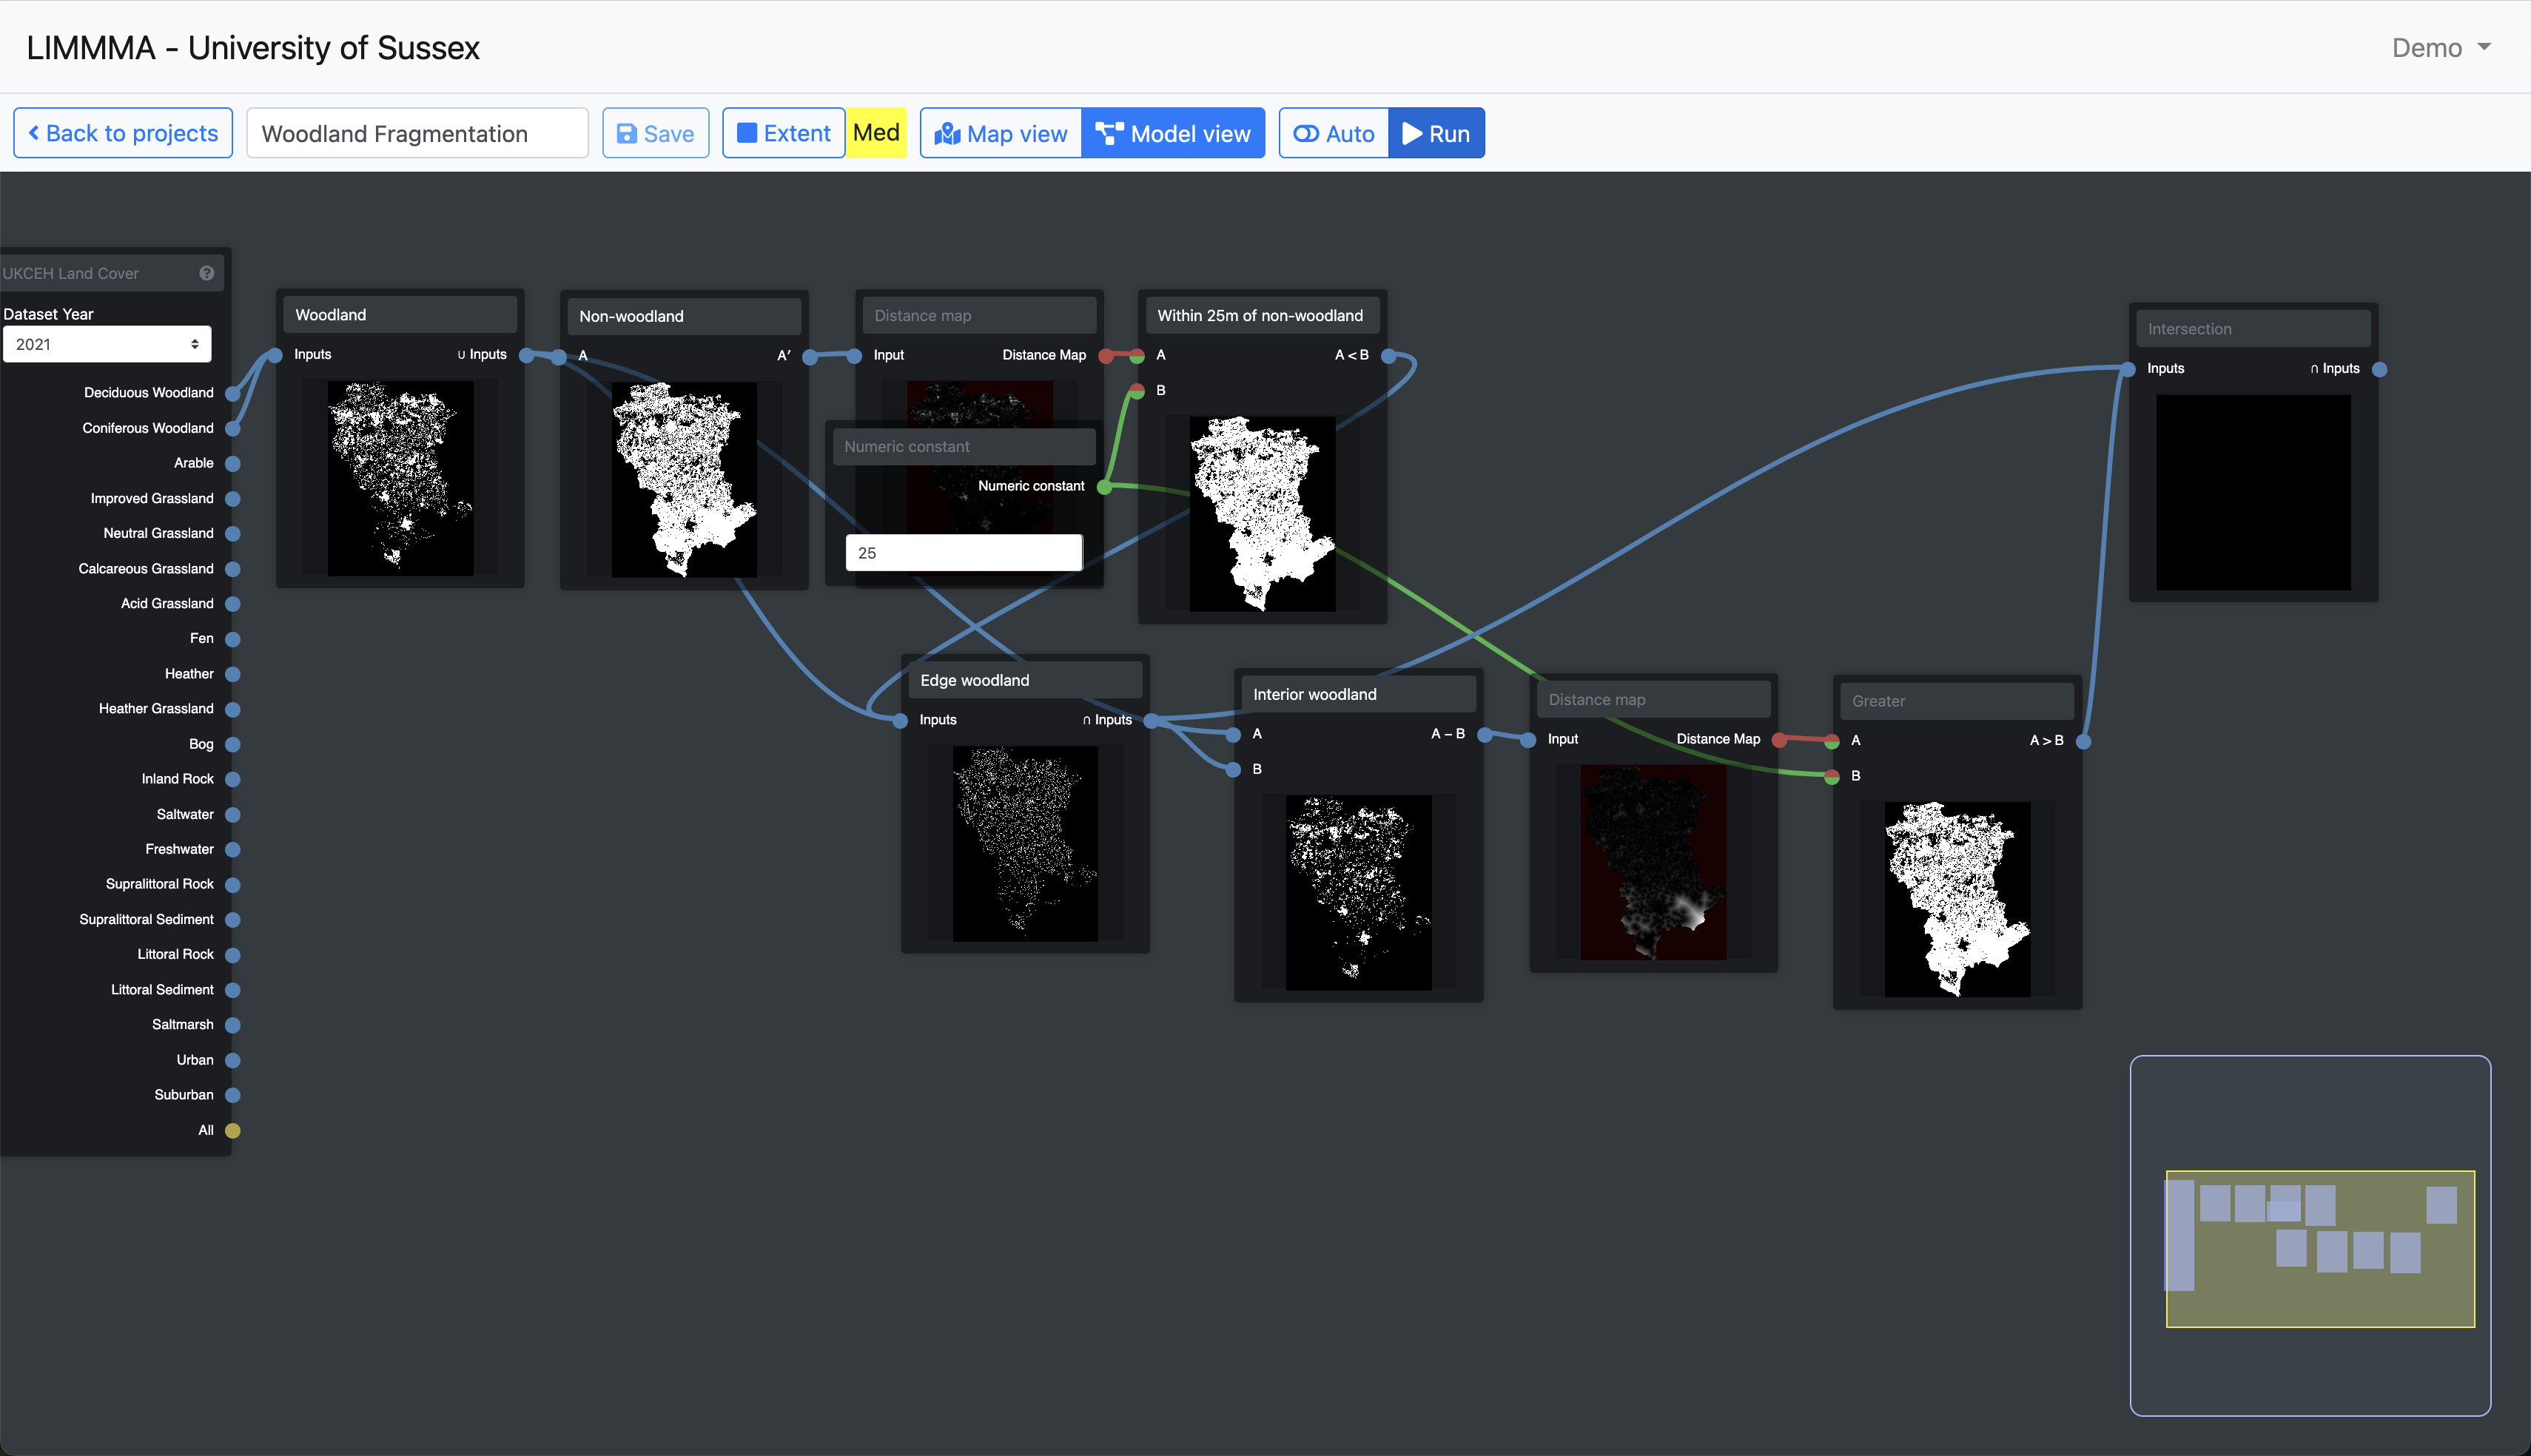 LIMMMA - University of Sussex
Demo
Back to projects
Woodland Fragmentation
Save
Extent
Med
Map view
Model view
Auto
Run
UKCEH Land Cover
?
Dataset Year
2021
Deciduous Woodland
Coniferous Woodland
Arable
Improved Grassland
Neutral Grassland
Calcareous Grassland
Acid Grassland
Fen
Heather
Heather Grassland
Bog
Inland Rock
Saltwater
Freshwater
Supralittoral Rock
Supralittoral Sediment
Littoral Rock
Littoral Sediment
Saltmarsh
Urban
Suburban
All
Woodland
Inputs
∪ Inputs
Non-woodland
A
A′
Distance map
Input
Distance Map
Numeric constant
Numeric constant
25
Within 25m of non-woodland
A
A < B
B
Edge woodland
Inputs
∩ Inputs
Interior woodland
A
A − B
B
Distance map
Input
Distance Map
Greater
A
A > B
B
Intersection
Inputs
∩ Inputs